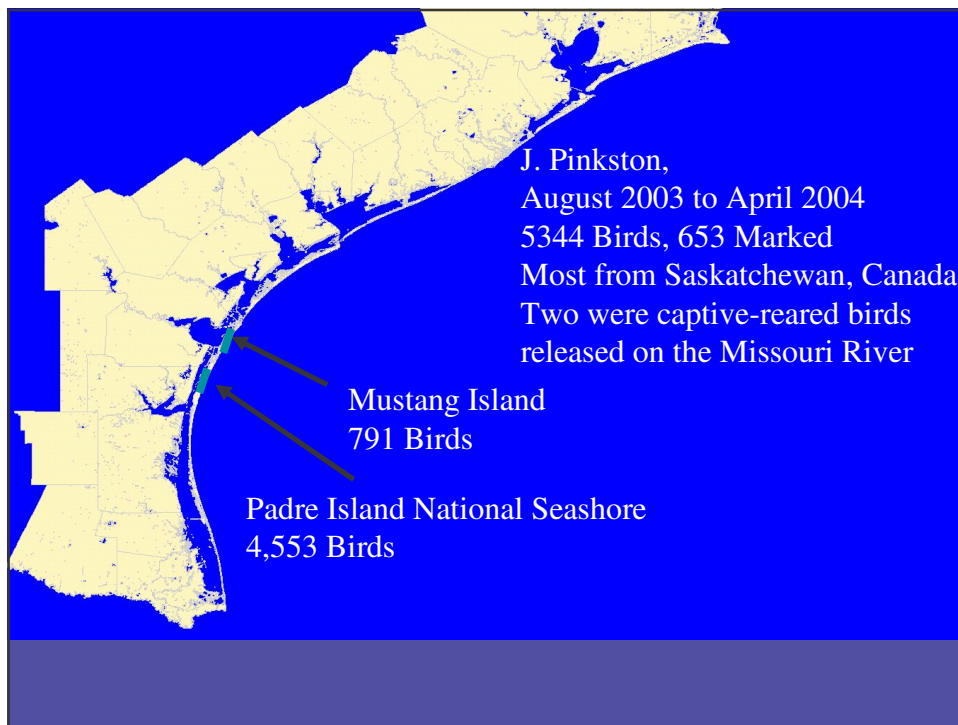 J. Pinkston,
August 2003 to April 2004
5344 Birds, 653 Marked
Most from Saskatchewan, Canada
Two were captive-reared birds
released on the Missouri River
Mustang Island
791 Birds
Padre Island National Seashore
4,553 Birds